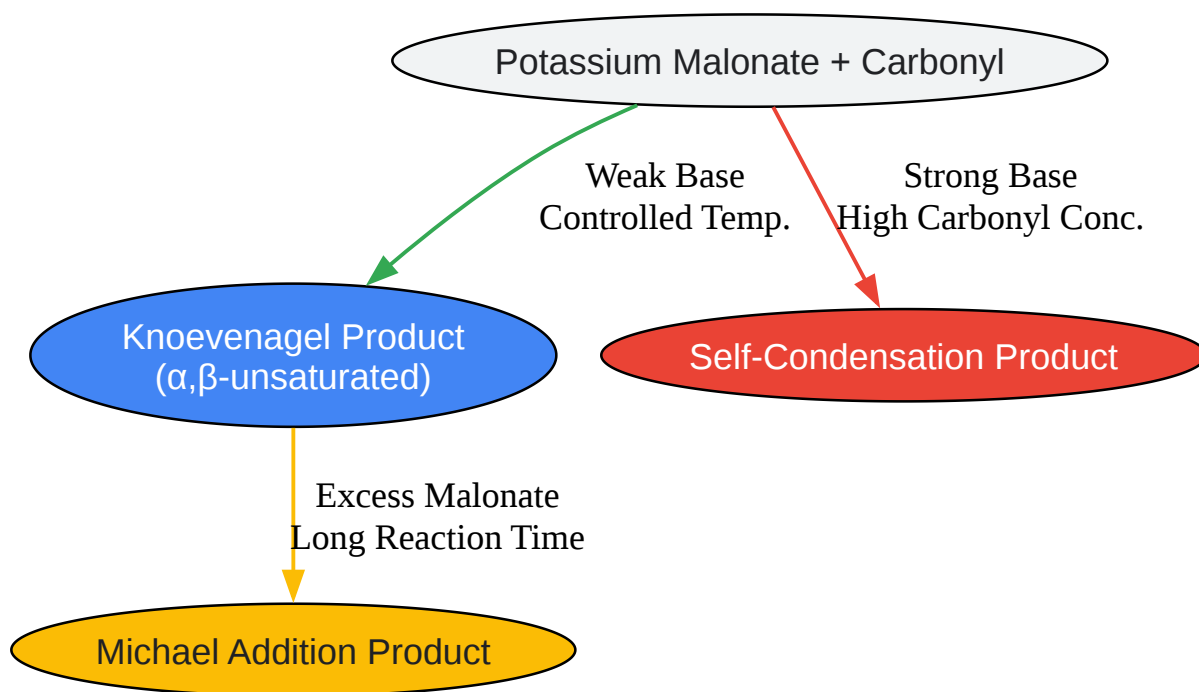 Potassium Malonate + Carbonyl
Weak Base
Controlled Temp.
Strong Base
High Carbonyl Conc.
Knoevenagel Product
(α,β-unsaturated)
Self-Condensation Product
Excess Malonate
Long Reaction Time
Michael Addition Product